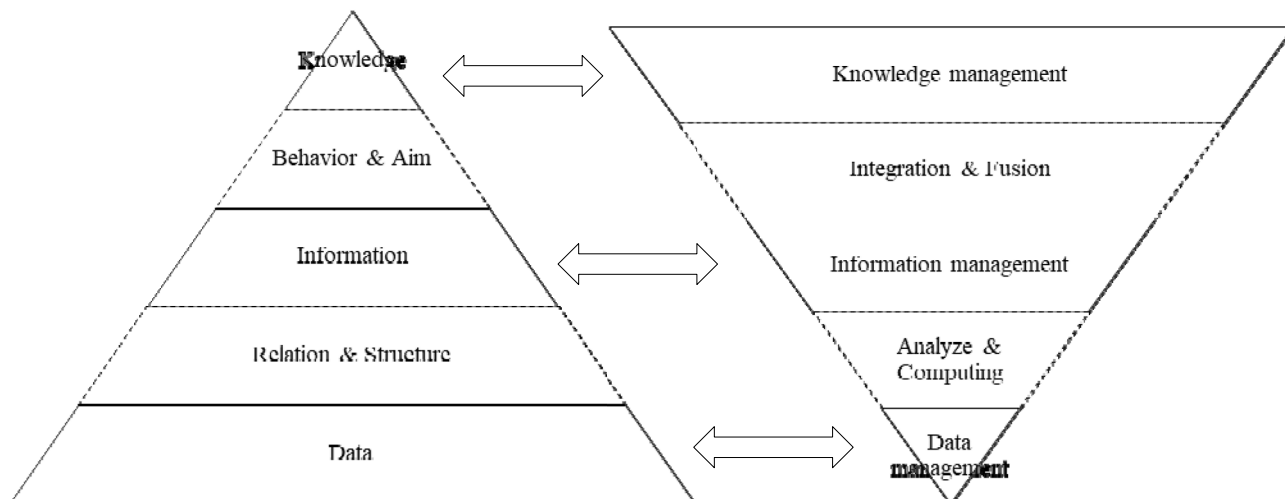 Knowledge
Behavior & Aim
Information
Relation & Structure
Data
Knowledge management
Integration & Fusion
Information management
Analyze &
Computing
Data
management